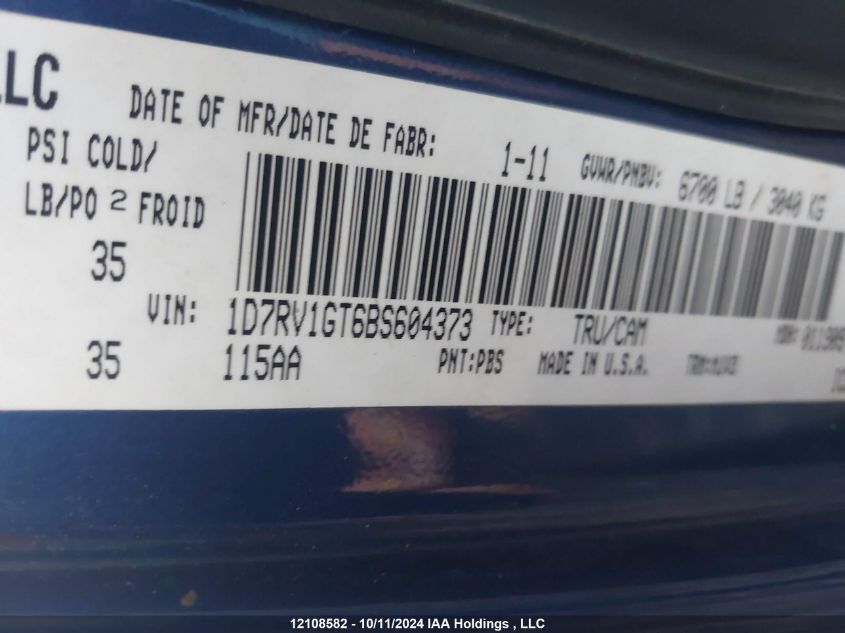 LLC
DATE OF MFR/DATE DE FABR: 1-11 GVWR/PNBV: 6700 LB / 3040 KG
PSI COLD/
LB/PO 2 FROID
35
VIN: 1D7RV1GT6BS604373 TYPE: TRU/CAM MDH:
35 115AA PNT:PBS MADE IN U.S.A.
12108582 - 10/11/2024 IAA Holdings , LLC